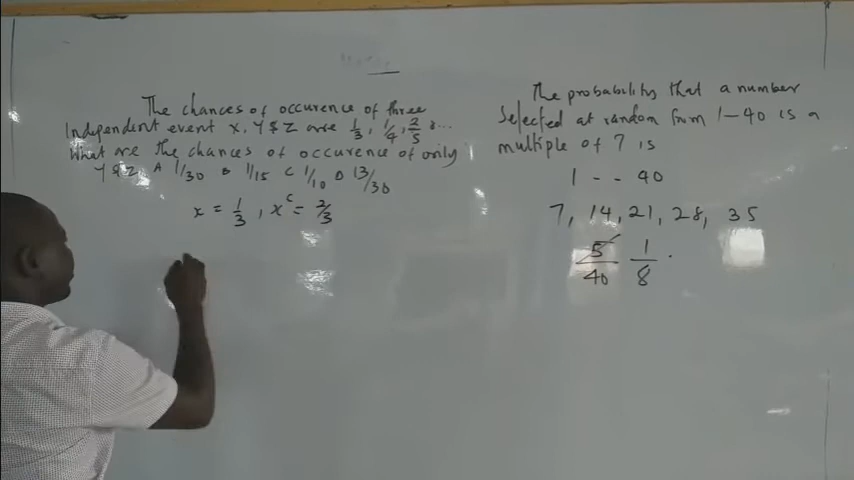 The chances of occurence of three
Independent event X, Y & Z are 1/3, 1/4, 2/5 ...
What are the chances of occurence of only
Y & Z A 1/30 B 1/15 C 1/10 D 13/30
x = 1/3, x^c = 2/3
The probability that a number
Selected at random from 1-40 is a
multiple of 7 is
1 - - 40
7, 14, 21, 28, 35
5/40 1/8.